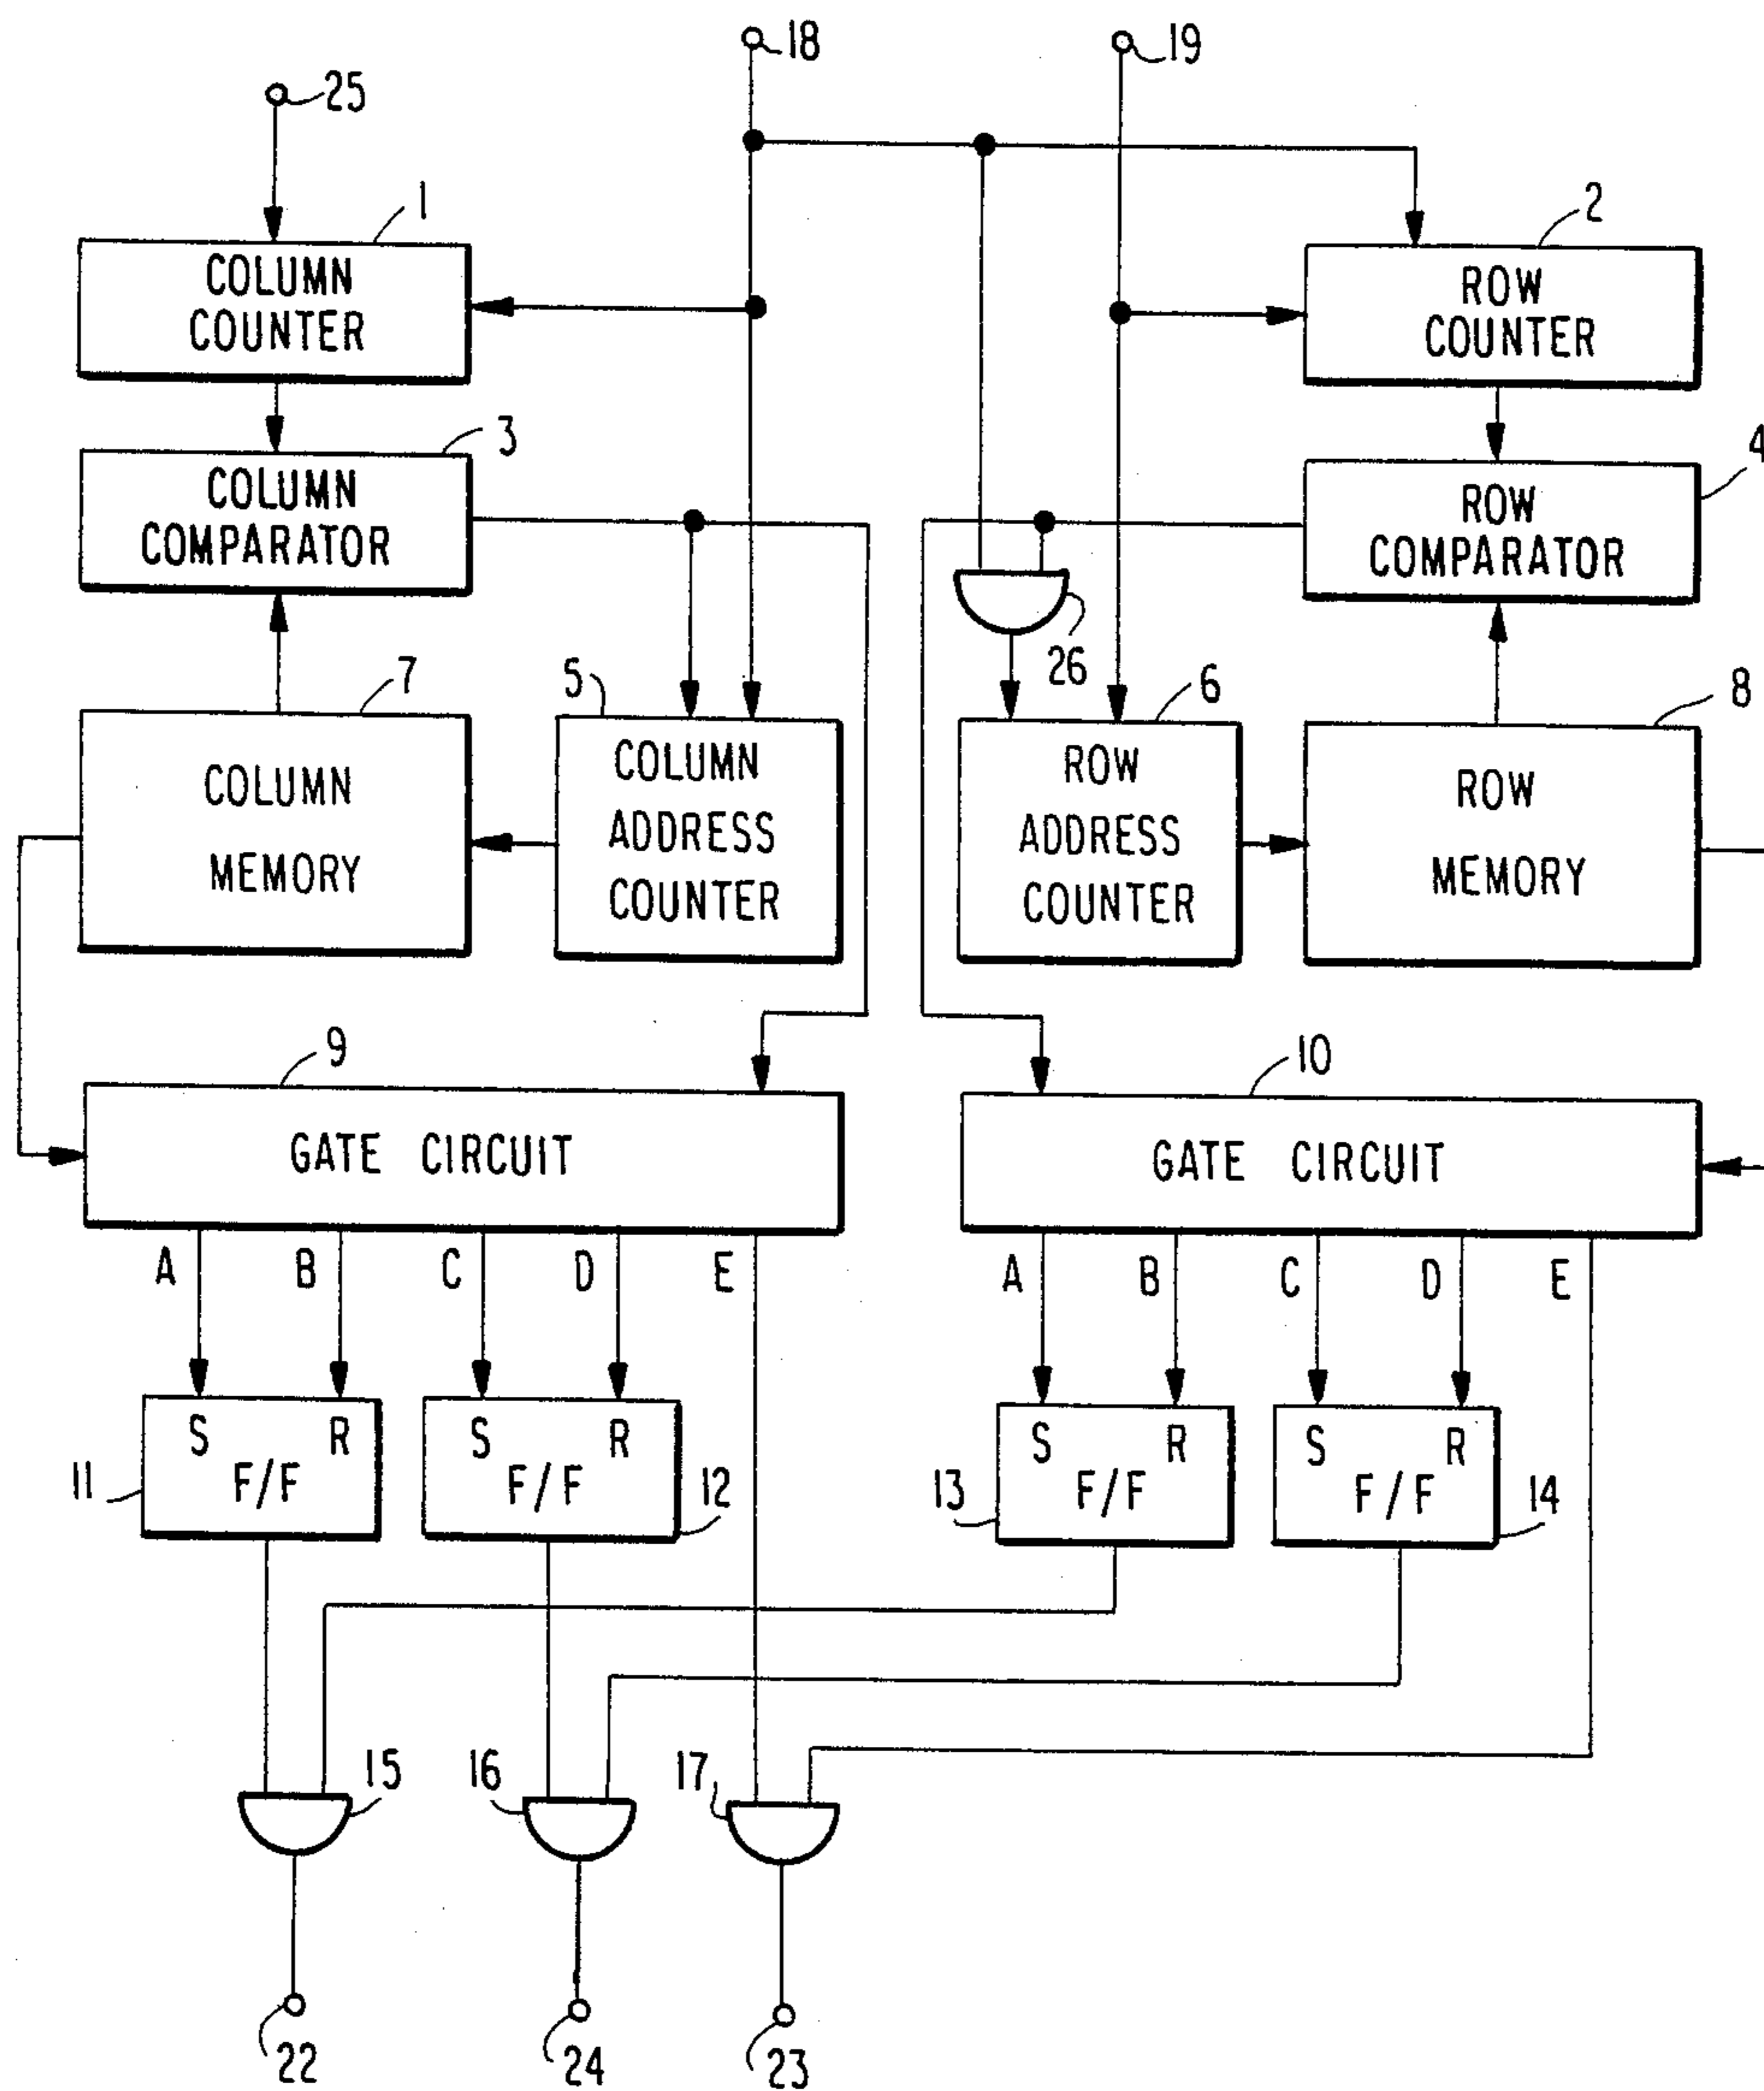 18
19
25
1
2
COLUMN
COUNTER
ROW
COUNTER
3
4
COLUMN
COMPARATOR
ROW
COMPARATOR
26
7
5
6
8
COLUMN
MEMORY
COLUMN
ADDRESS
COUNTER
ROW
ADDRESS
COUNTER
ROW
MEMORY
9
10
GATE CIRCUIT
GATE CIRCUIT
A B C D E
A B C D E
S R
F/F
11
S R
F/F
12
S R
F/F
13
S R
F/F
14
15
16
17
22
24
23